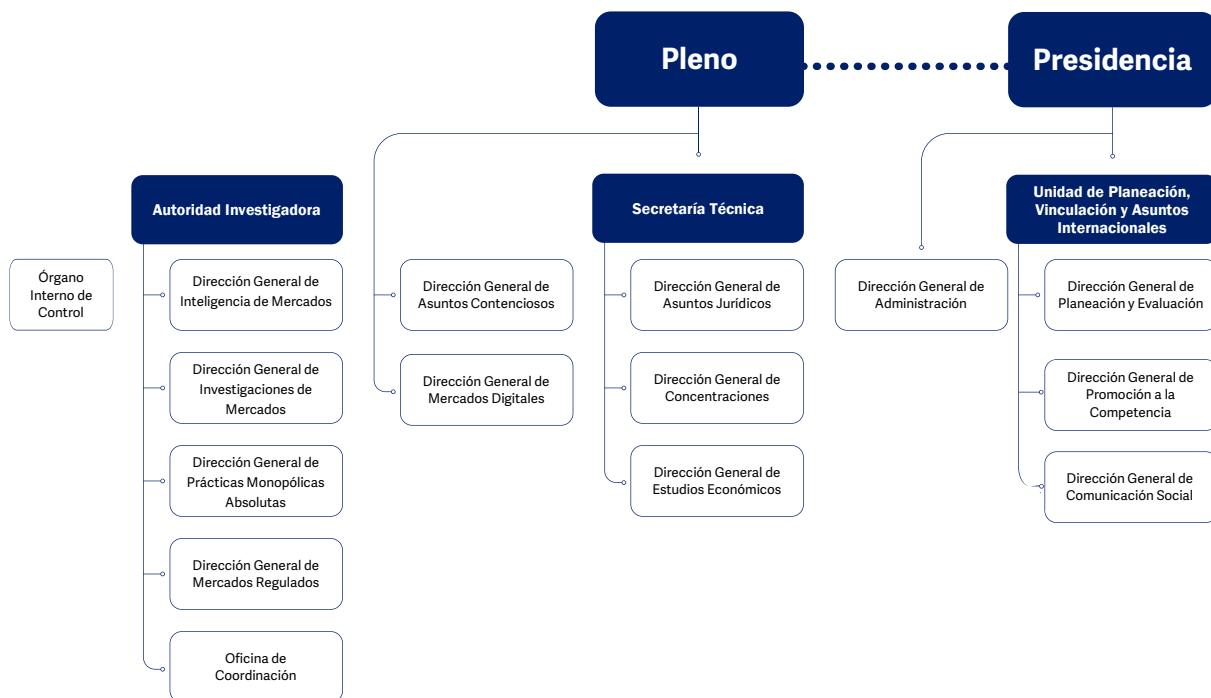 Pleno
Presidencia
Autoridad Investigadora
Secretaría Técnica
Unidad de Planeación,
Vinculación y Asuntos
Internacionales
Órgano
Interno de
Control
Dirección General de
Inteligencia de Mercados
Dirección General de
Investigaciones de
Mercados
Dirección General de
Prácticas Monopólicas
Absolutas
Dirección General de
Mercados Regulados
Oficina de
Coordinación
Dirección General de
Asuntos Contenciosos
Dirección General de
Mercados Digitales
Dirección General de
Asuntos Jurídicos
Dirección General de
Concentraciones
Dirección General de
Estudios Económicos
Dirección General de
Administración
Dirección General de
Planeación y Evaluación
Dirección General de
Promoción a la
Competencia
Dirección General de
Comunicación Social